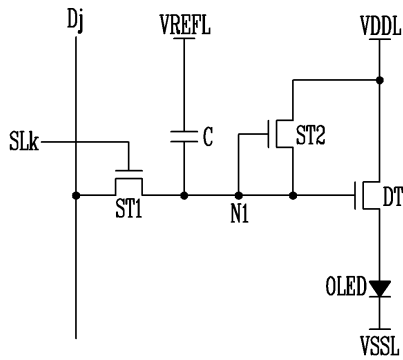 Dj
VREFL
VDDL
SLk
C
ST2
ST1
N1
DT
OLED
VSSL